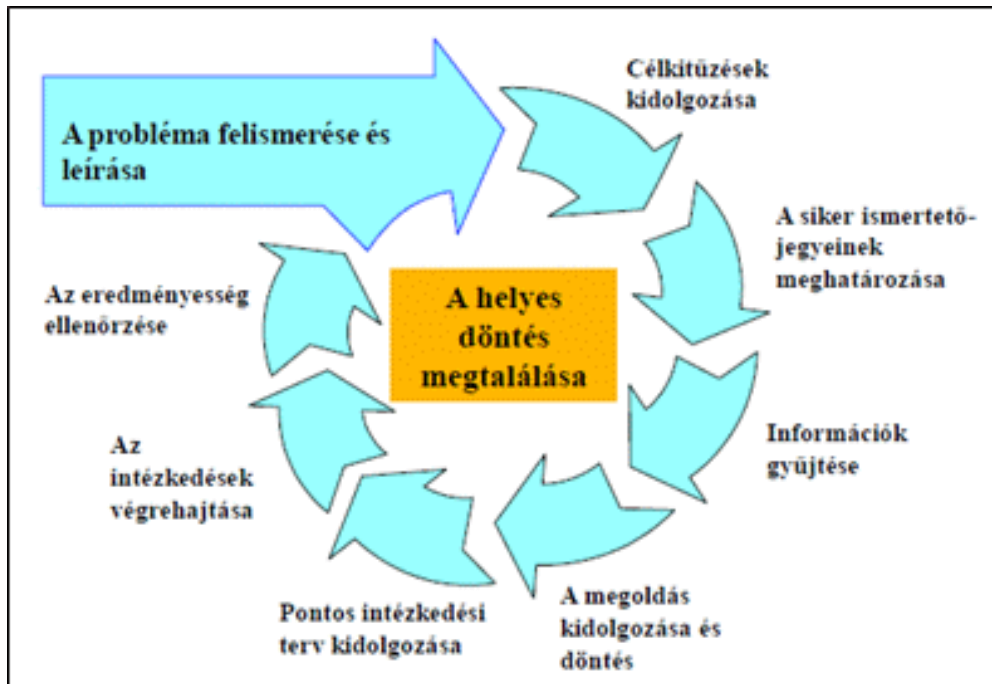 A probléma felismerése és
leírása
Célkitűzések
kidolgozása
A siker ismertető-
jegyeinek
meghatározása
Információk
gyűjtése
A megoldás
kidolgozása és
döntés
Pontos intézkedési
terv kidolgozása
Az
intézkedések
végrehajtása
Az eredményesség
ellenőrzése
A helyes
döntés
megtalálása